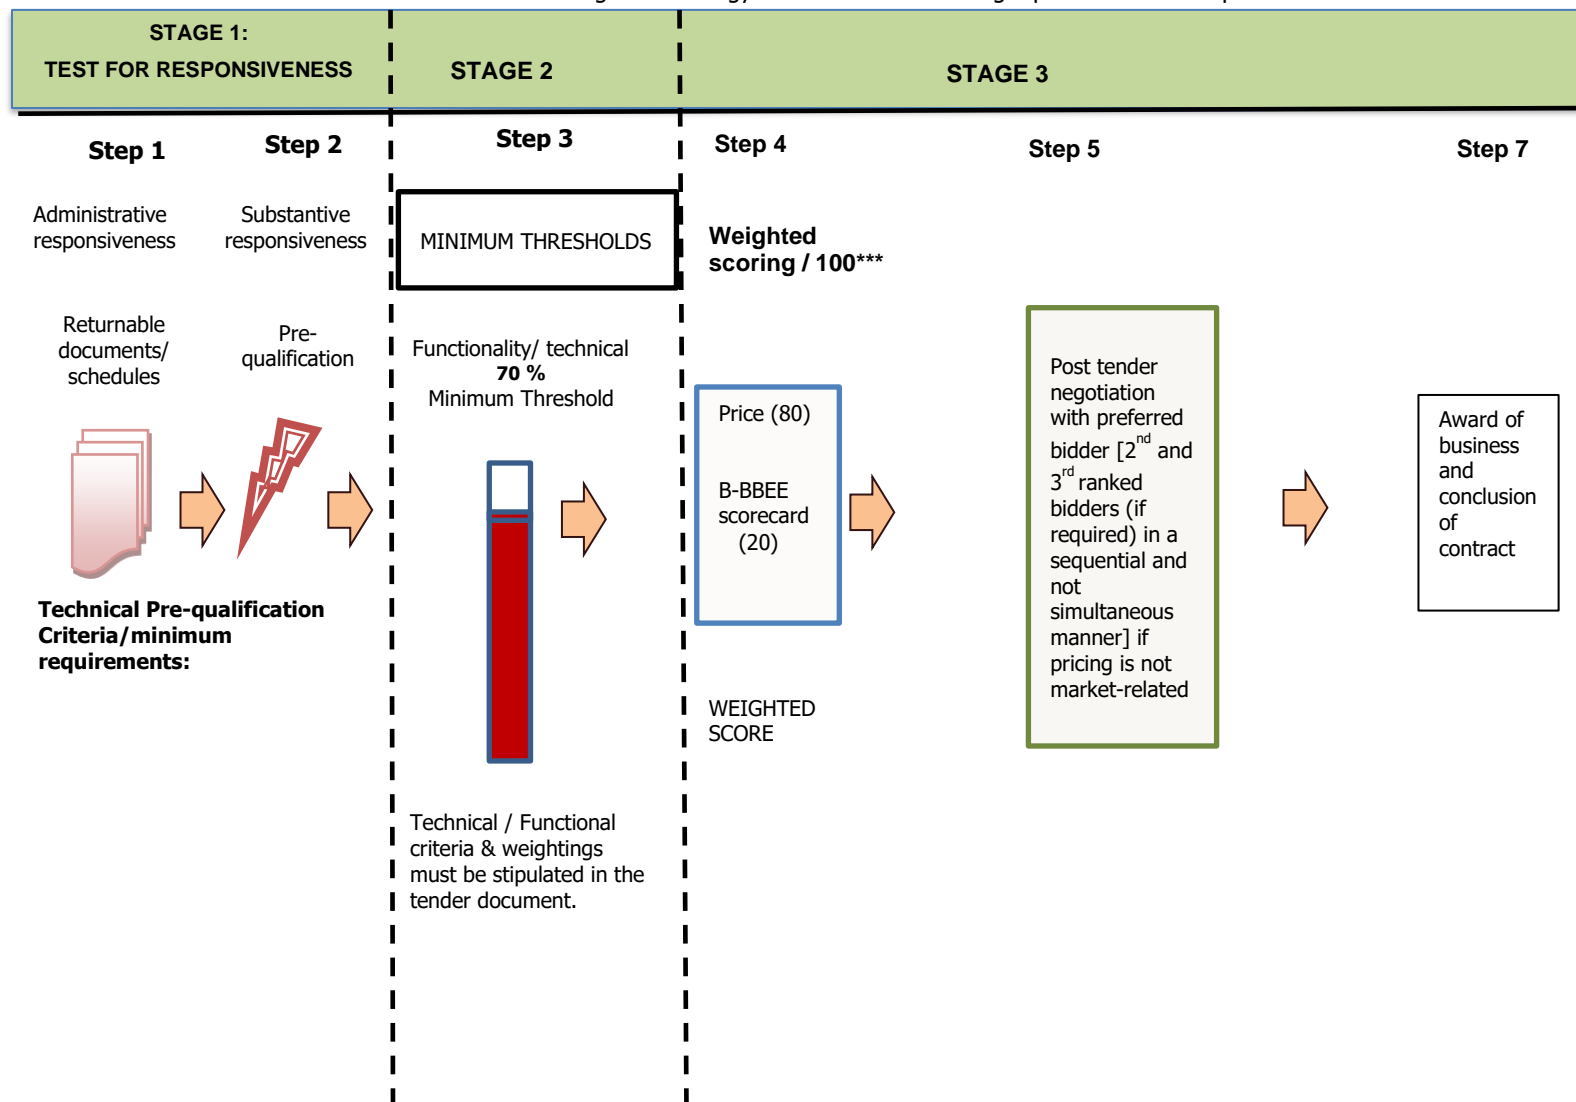 STAGE 1:
TEST FOR RESPONSIVENESS
STAGE 2
STAGE 3
Step 1
Step 2
Step 3
Step 4
Step 5
Step 7
Administrative
responsiveness
Substantive
responsiveness
MINIMUM THRESHOLDS
Weighted
scoring / 100***
Returnable
documents/
schedules
Pre-
qualification
Functionality/ technical
70 %
Minimum Threshold
Price (80)
B-BBEE
scorecard
(20)
Post tender
negotiation
with preferred
bidder [2nd and
3rd ranked
bidders (if
required) in a
sequential and
not
simultaneous
manner] if
pricing is not
market-related
Award of
business
and
conclusion
of
contract
Technical Pre-qualification
Criteria/minimum
requirements:
WEIGHTED
SCORE
Technical / Functional
criteria & weightings
must be stipulated in the
tender document.